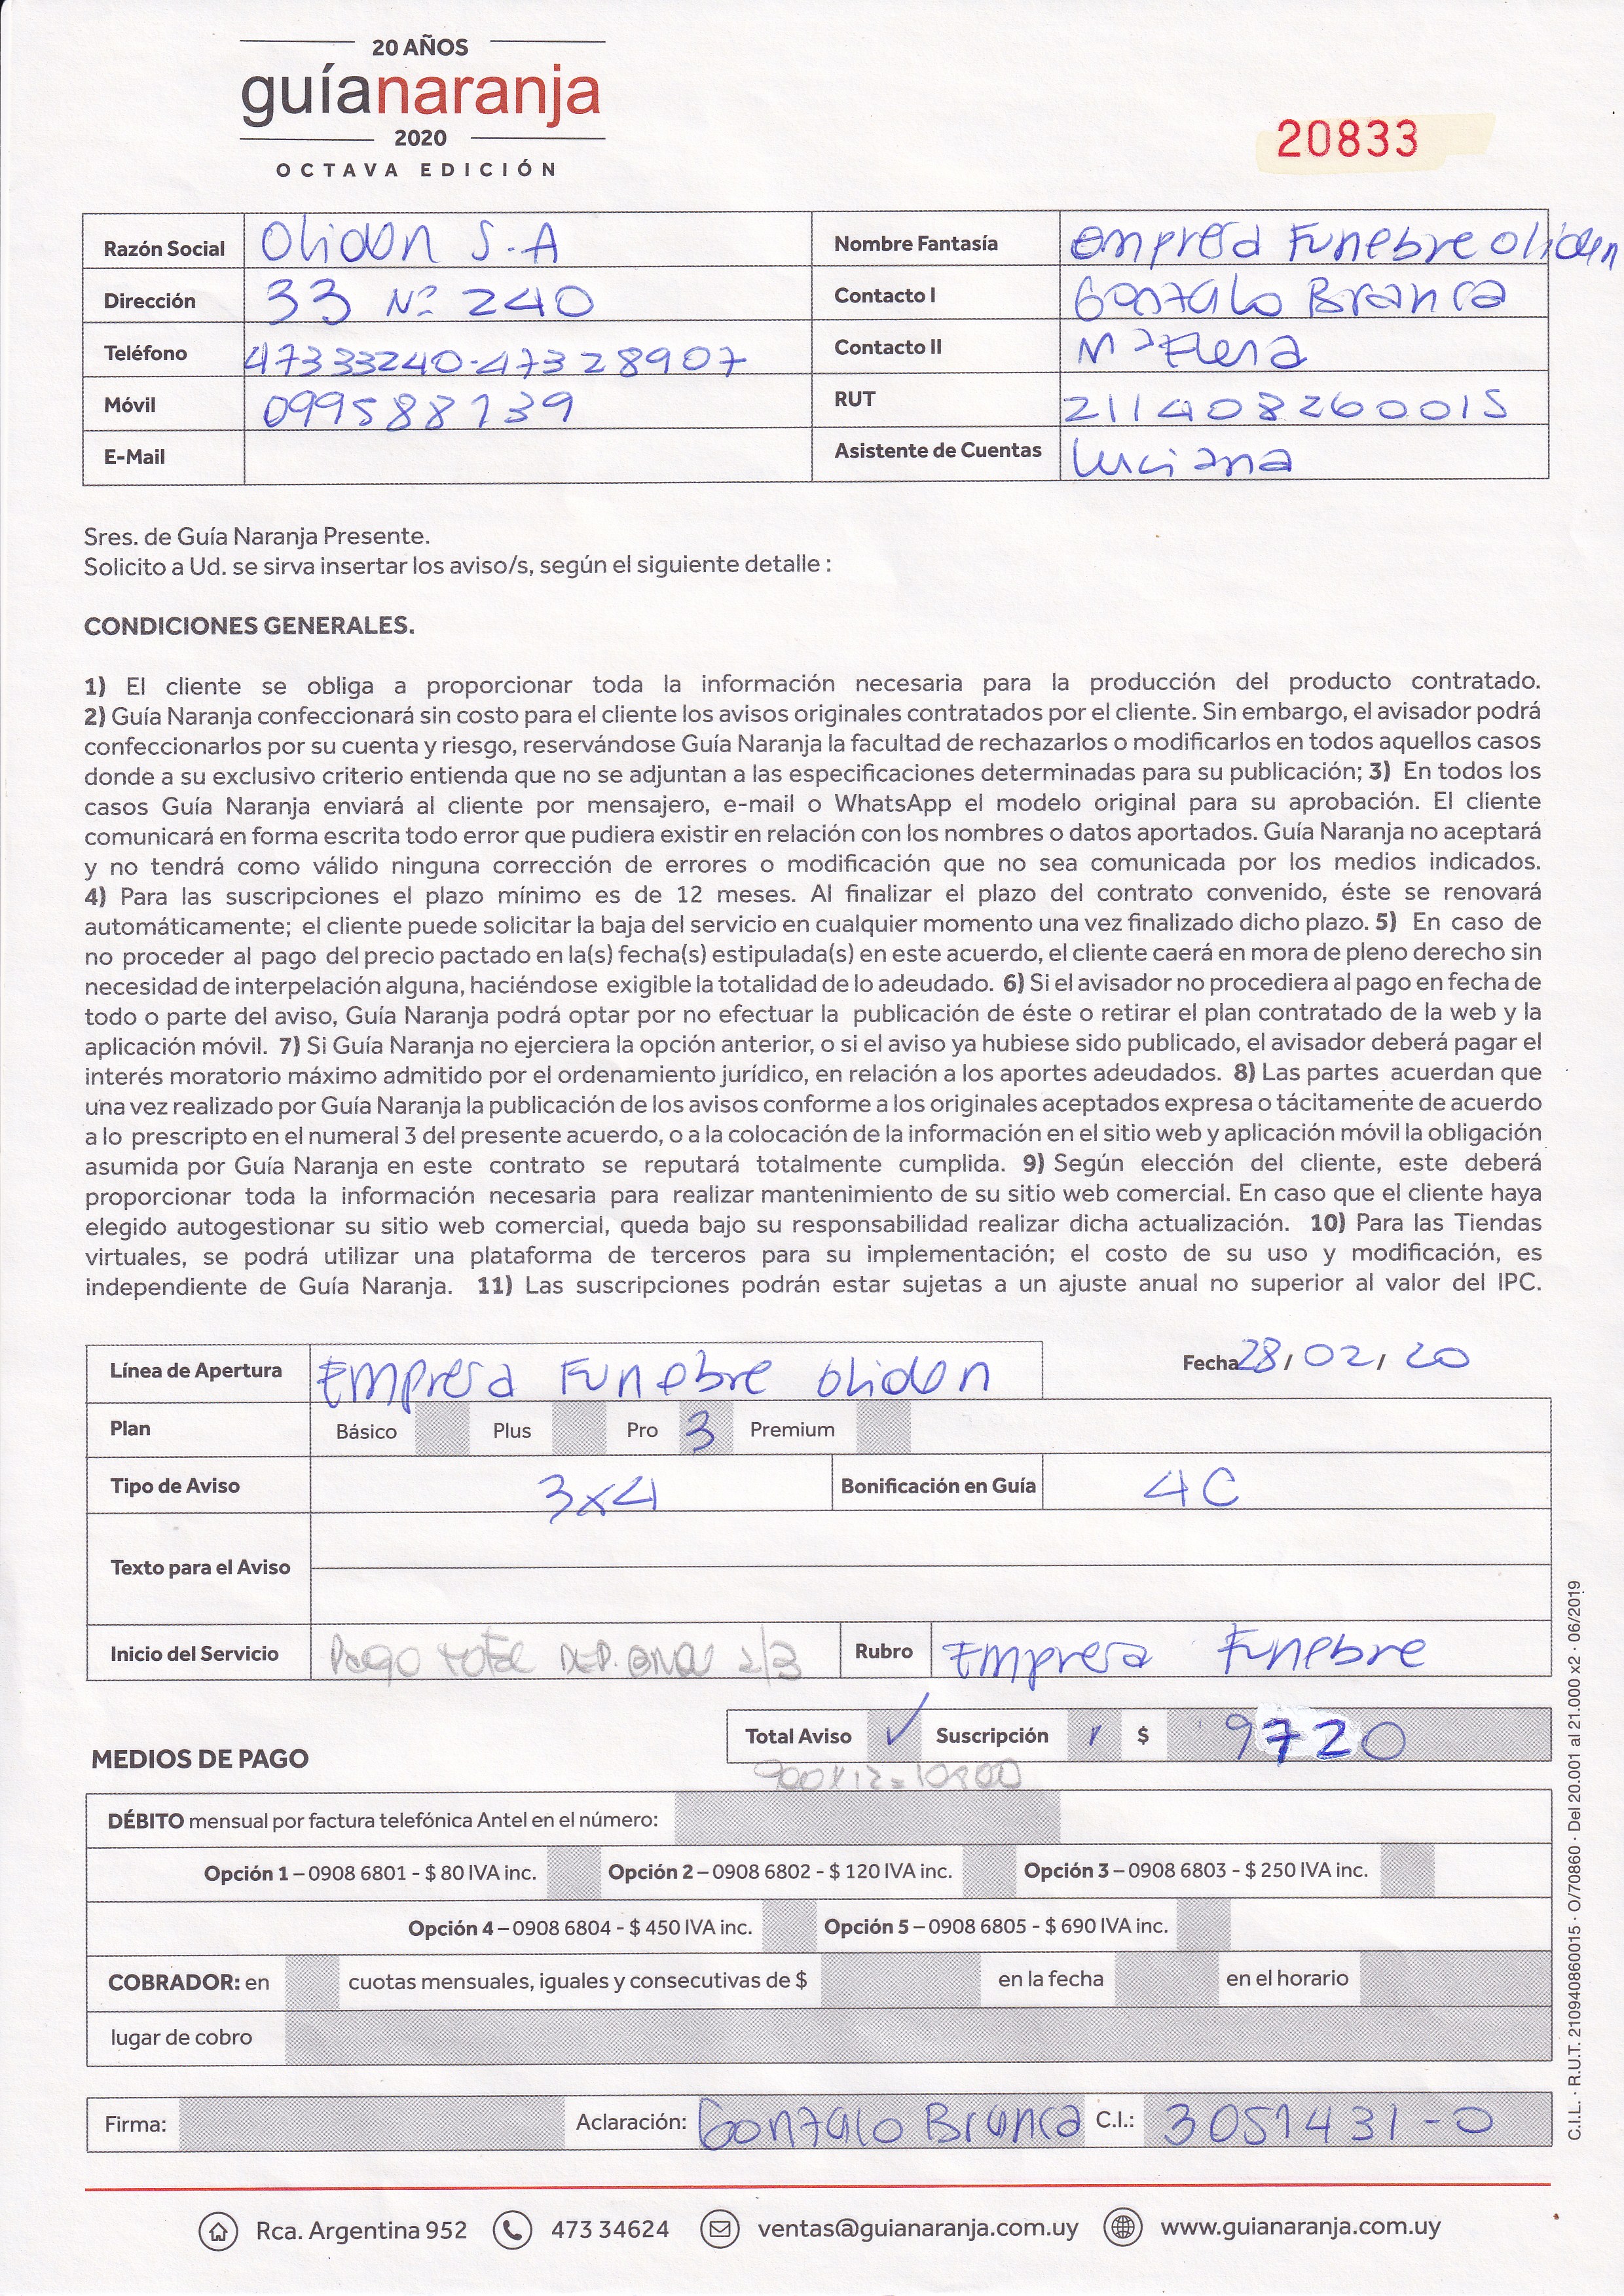 20 AÑOS
guíanaranja
2020
OCTAVA EDICIÓN
20833
Razón Social Olidon S.A Nombre Fantasía Empresa Funebre Oliden
Dirección 33 Nº 240 Contacto I Gonzalo Branca
Teléfono 47333240-47328907 Contacto II Mª Elena
Móvil 099588139 RUT 211408260015
E-Mail Asistente de Cuentas Luciana
Sres. de Guía Naranja Presente.
Solicito a Ud. se sirva insertar los aviso/s, según el siguiente detalle :
CONDICIONES GENERALES.
1) El cliente se obliga a proporcionar toda la información necesaria para la producción del producto contratado.
2) Guía Naranja confeccionará sin costo para el cliente los avisos originales contratados por el cliente. Sin embargo, el avisador podrá
confeccionarlos por su cuenta y riesgo, reservándose Guía Naranja la facultad de rechazarlos o modificarlos en todos aquellos casos
donde a su exclusivo criterio entienda que no se adjuntan a las especificaciones determinadas para su publicación; 3) En todos los
casos Guía Naranja enviará al cliente por mensajero, e-mail o WhatsApp el modelo original para su aprobación. El cliente
comunicará en forma escrita todo error que pudiera existir en relación con los nombres o datos aportados. Guía Naranja no aceptará
y no tendrá como válido ninguna corrección de errores o modificación que no sea comunicada por los medios indicados.
4) Para las suscripciones el plazo mínimo es de 12 meses. Al finalizar el plazo del contrato convenido, éste se renovará
automáticamente; el cliente puede solicitar la baja del servicio en cualquier momento una vez finalizado dicho plazo. 5) En caso de
no proceder al pago del precio pactado en la(s) fecha(s) estipulada(s) en este acuerdo, el cliente caerá en mora de pleno derecho sin
necesidad de interpelación alguna, haciéndose exigible la totalidad de lo adeudado. 6) Si el avisador no procediera al pago en fecha de
todo o parte del aviso, Guía Naranja podrá optar por no efectuar la publicación de éste o retirar el plan contratado de la web y la
aplicación móvil. 7) Si Guía Naranja no ejerciera la opción anterior, o si el aviso ya hubiese sido publicado, el avisador deberá pagar el
interés moratorio máximo admitido por el ordenamiento jurídico, en relación a los aportes adeudados. 8) Las partes acuerdan que
una vez realizado por Guía Naranja la publicación de los avisos conforme a los originales aceptados expresa o tácitamente de acuerdo
a lo prescripto en el numeral 3 del presente acuerdo, o a la colocación de la información en el sitio web y aplicación móvil la obligación
asumida por Guía Naranja en este contrato se reputará totalmente cumplida. 9) Según elección del cliente, este deberá
proporcionar toda la información necesaria para realizar mantenimiento de su sitio web comercial. En caso que el cliente haya
elegido autogestionar su sitio web comercial, queda bajo su responsabilidad realizar dicha actualización. 10) Para las Tiendas
virtuales, se podrá utilizar una plataforma de terceros para su implementación; el costo de su uso y modificación, es
independiente de Guía Naranja. 11) Las suscripciones podrán estar sujetas a un ajuste anual no superior al valor del IPC.
Línea de Apertura Empresa Funebre Olidon Fecha 28 / 02 / 20
Plan Básico Plus Pro 3 Premium
Tipo de Aviso 3x4 Bonificación en Guía 4C
Texto para el Aviso
Inicio del Servicio Pago total DEP. 2/3 Rubro Empresa Funebre
Total Aviso ✓ Suscripción $ 9720
MEDIOS DE PAGO
900x12=10800
DÉBITO mensual por factura telefónica Antel en el número:
Opción 1 – 0908 6801 - $ 80 IVA inc. Opción 2 – 0908 6802 - $ 120 IVA inc. Opción 3 – 0908 6803 - $ 250 IVA inc.
Opción 4 – 0908 6804 - $ 450 IVA inc. Opción 5 – 0908 6805 - $ 690 IVA inc.
COBRADOR: en cuotas mensuales, iguales y consecutivas de $ en la fecha en el horario
lugar de cobro
Firma: Aclaración: Gonzalo Branca C.I.: 3051431-0
C.I.L. · R.U.T. 210940860015 · O/70860 · Del 20.001 al 21.000 x2 · 06/2019
Rca. Argentina 952 473 34624 ventas@guianaranja.com.uy www.guianaranja.com.uy